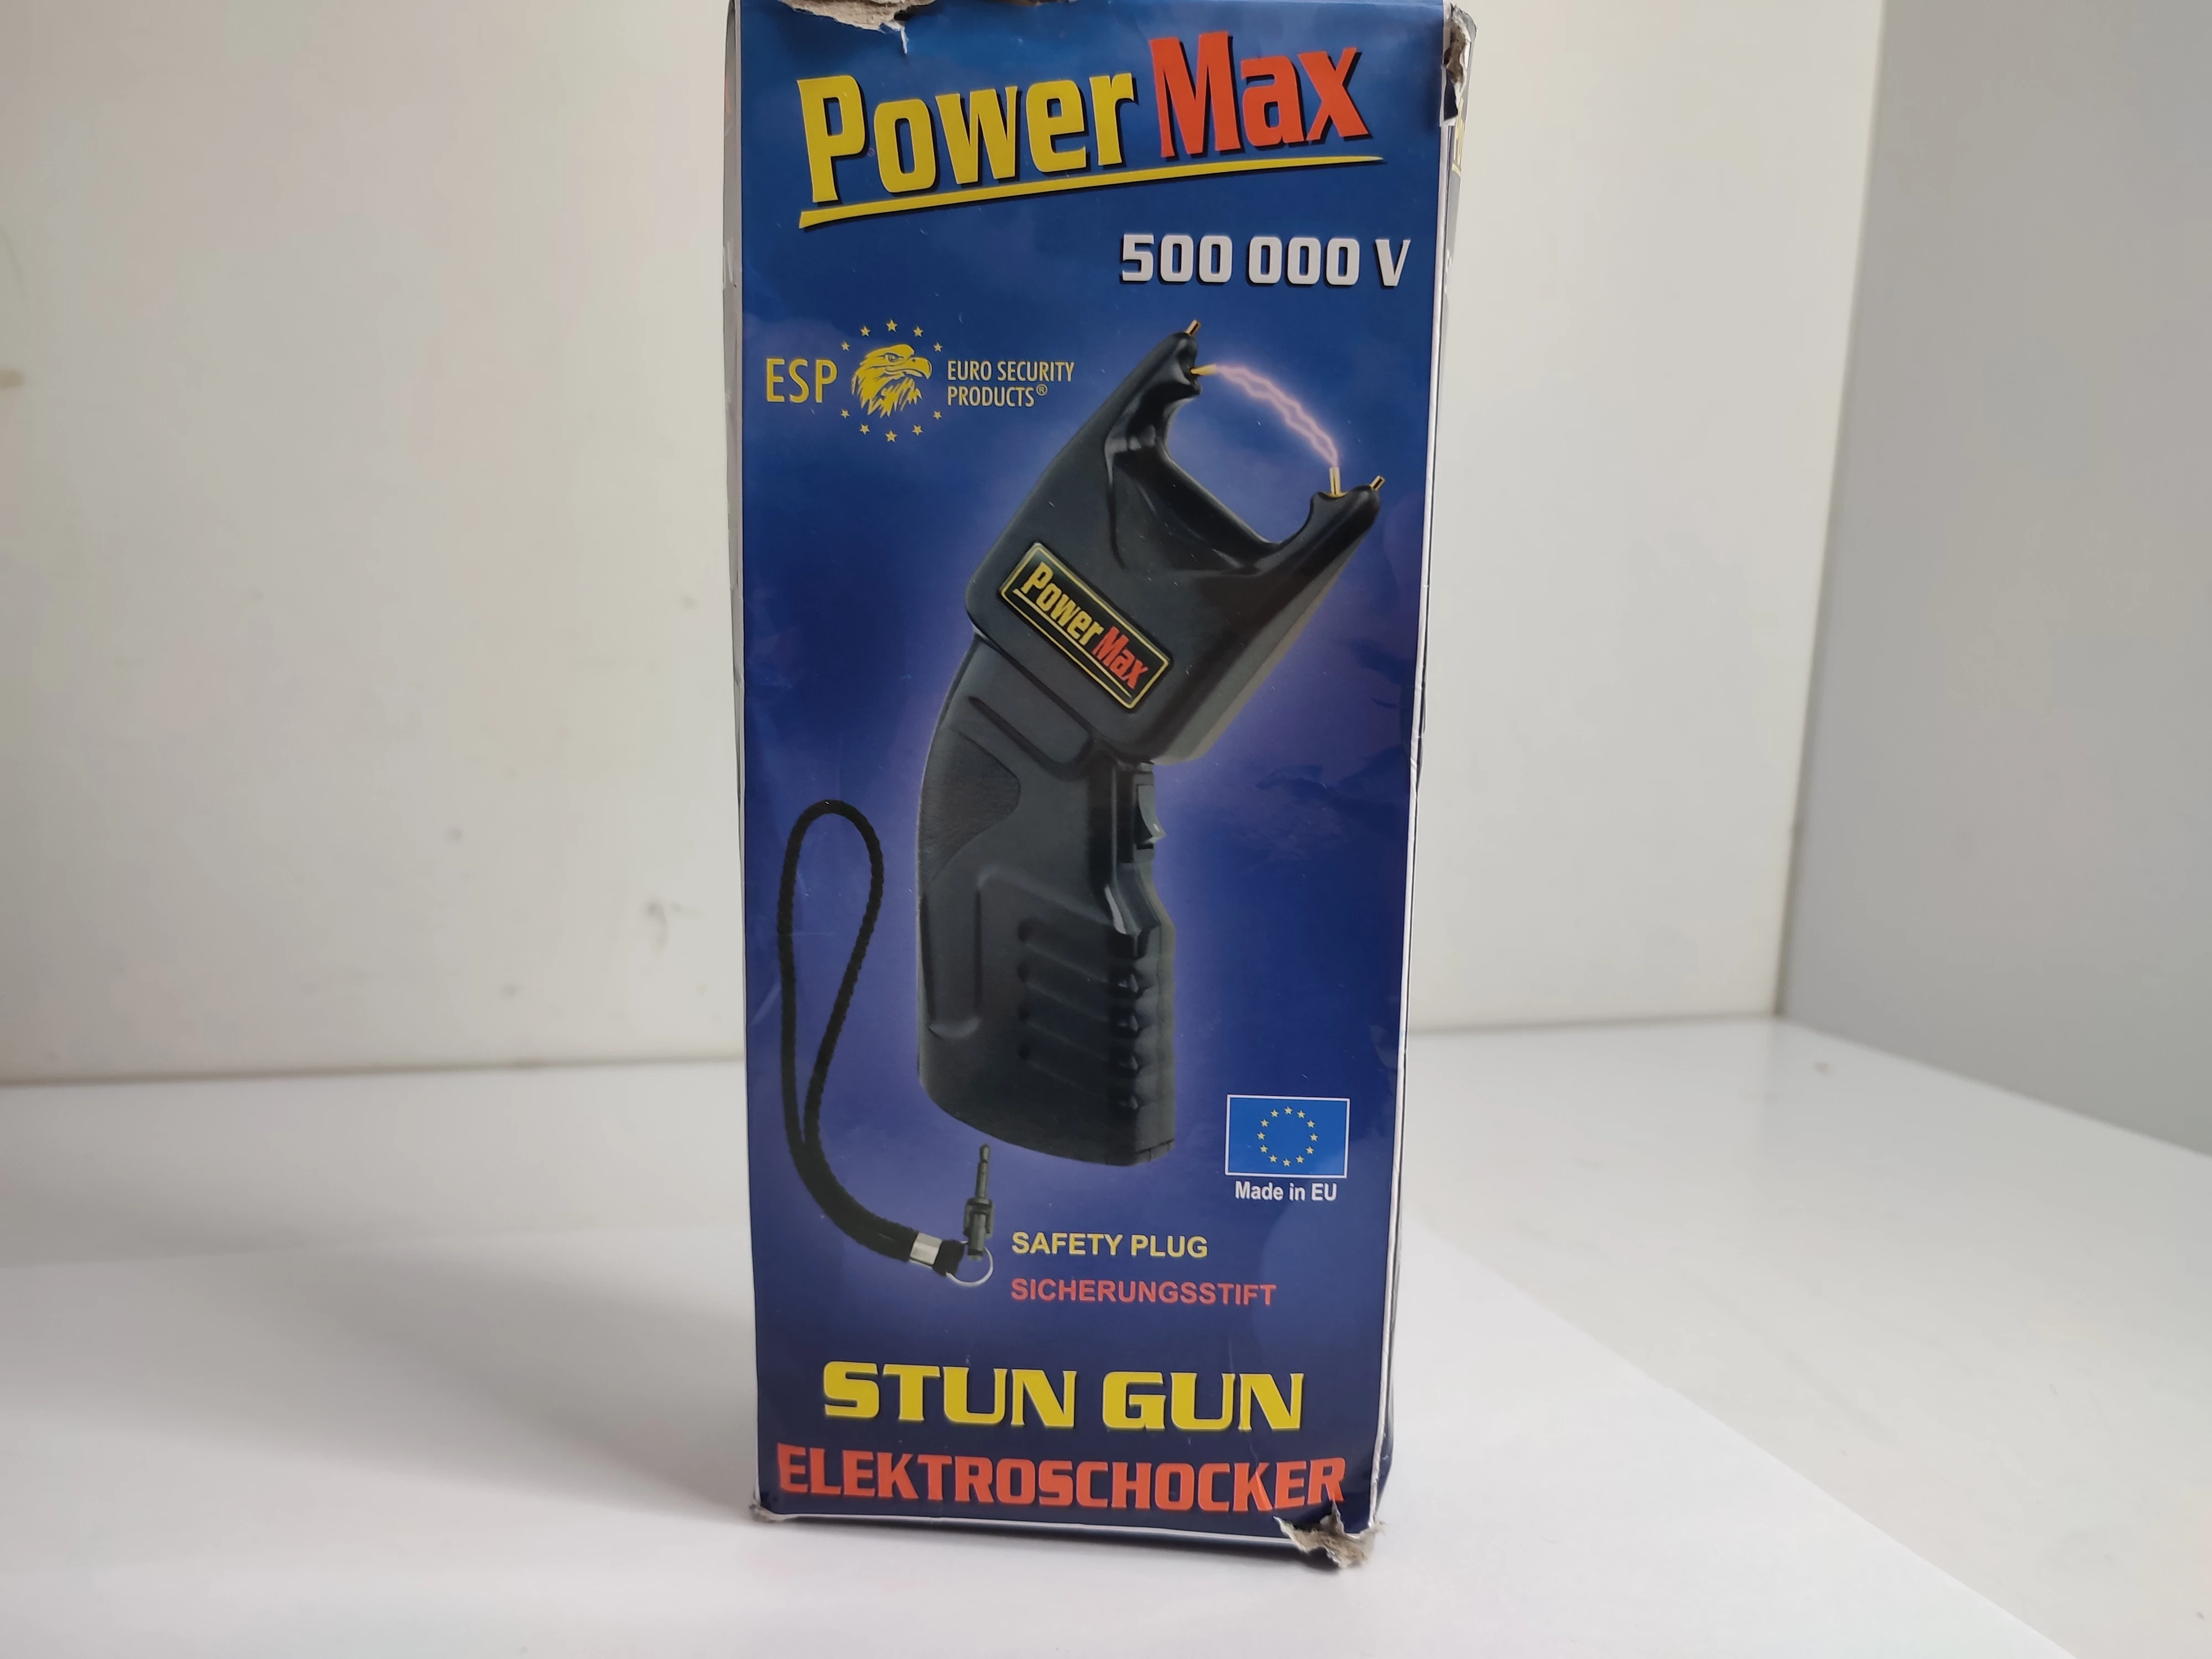 Power Max
500 000 V
ESP
EURO SECURITY
PRODUCTS®
Power Max
Made in EU
SAFETY PLUG
SICHERUNGSSTIFT
STUN GUN
ELEKTROSCHOCKER